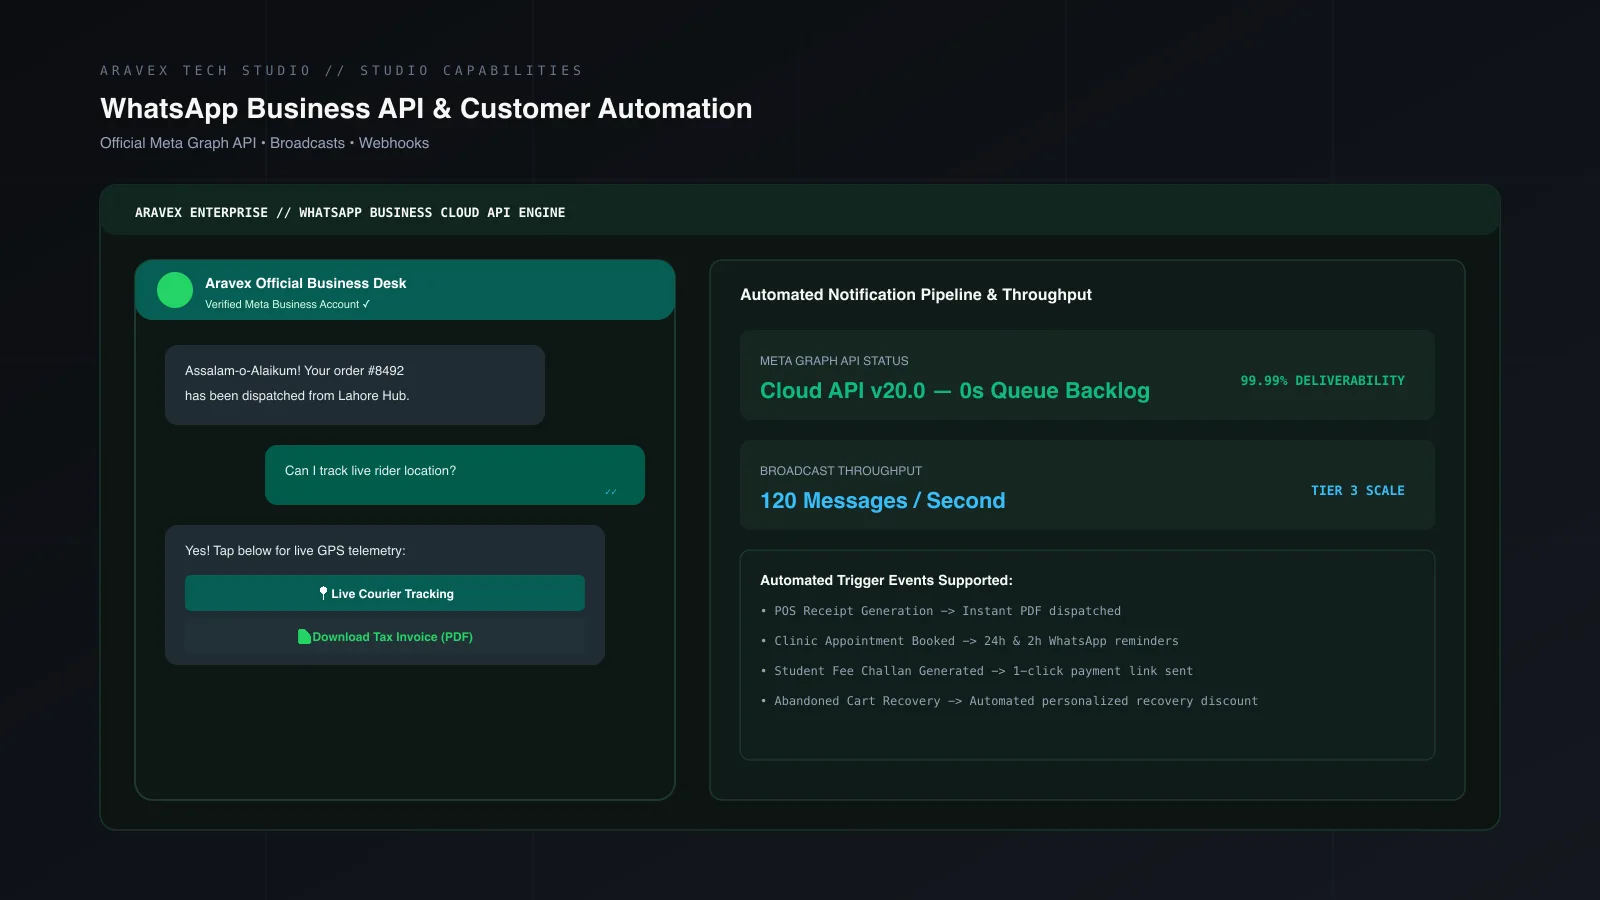 ARAVEX TECH STUDIO // STUDIO CAPABILITIES
WhatsApp Business API & Customer Automation
Official Meta Graph API • Broadcasts • Webhooks
ARAVEX ENTERPRISE // WHATSAPP BUSINESS CLOUD API ENGINE
Aravex Official Business Desk
Verified Meta Business Account ✓
Assalam-o-Alaikum! Your order #8492
has been dispatched from Lahore Hub.
Can I track live rider location?
✓✓
Yes! Tap below for live GPS telemetry:
📍 Live Courier Tracking
📄 Download Tax Invoice (PDF)
Automated Notification Pipeline & Throughput
META GRAPH API STATUS
Cloud API v20.0 — 0s Queue Backlog
99.99% DELIVERABILITY
BROADCAST THROUGHPUT
120 Messages / Second
TIER 3 SCALE
Automated Trigger Events Supported:
• POS Receipt Generation —> Instant PDF dispatched
• Clinic Appointment Booked —> 24h & 2h WhatsApp reminders
• Student Fee Challan Generated —> 1-click payment link sent
• Abandoned Cart Recovery —> Automated personalized recovery discount